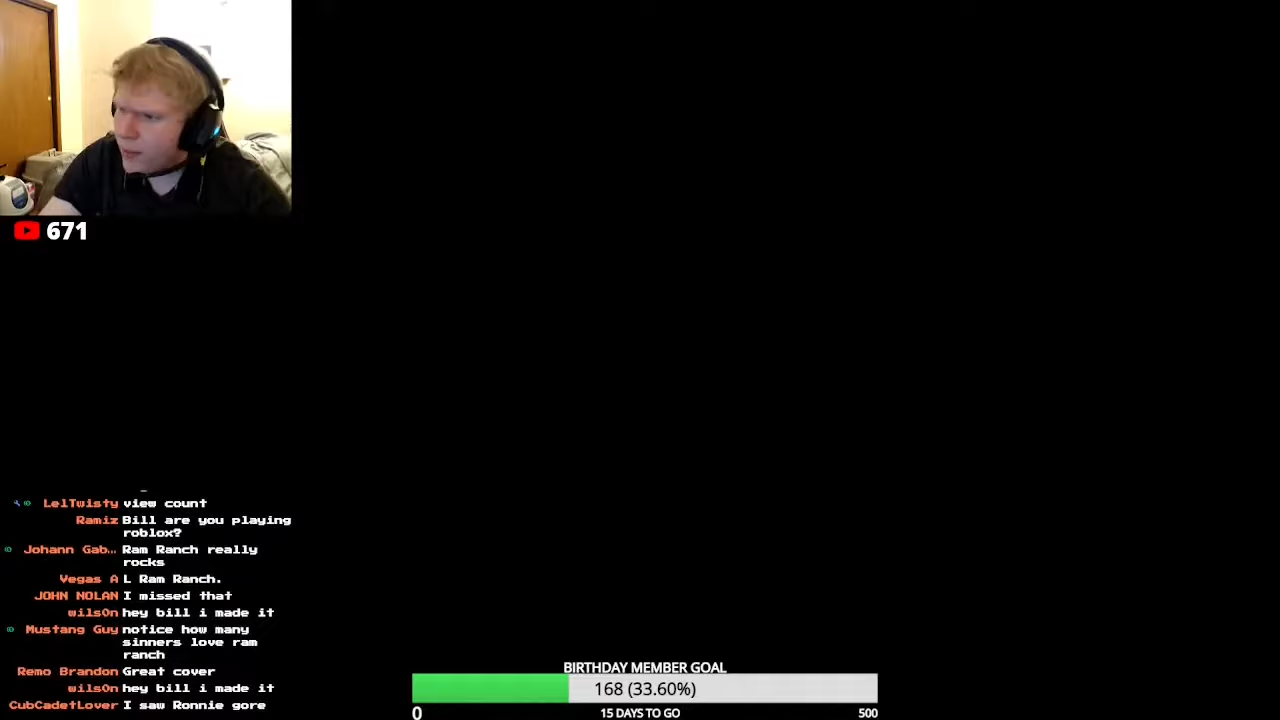 671
LelTwisty view count
Ramiz Bill are you playing
roblox?
Johann Gab… Ram Ranch really
rocks
Vegas A L Ram Ranch.
JOHN NOLAN I missed that
wilsOn hey bill i made it
Mustang Guy notice how many
sinners love ram
ranch
Remo Brandon Great cover
wilsOn hey bill i made it
CubCadetLover I saw Ronnie gore
BIRTHDAY MEMBER GOAL
168 (33.60%)
0 15 DAYS TO GO 500